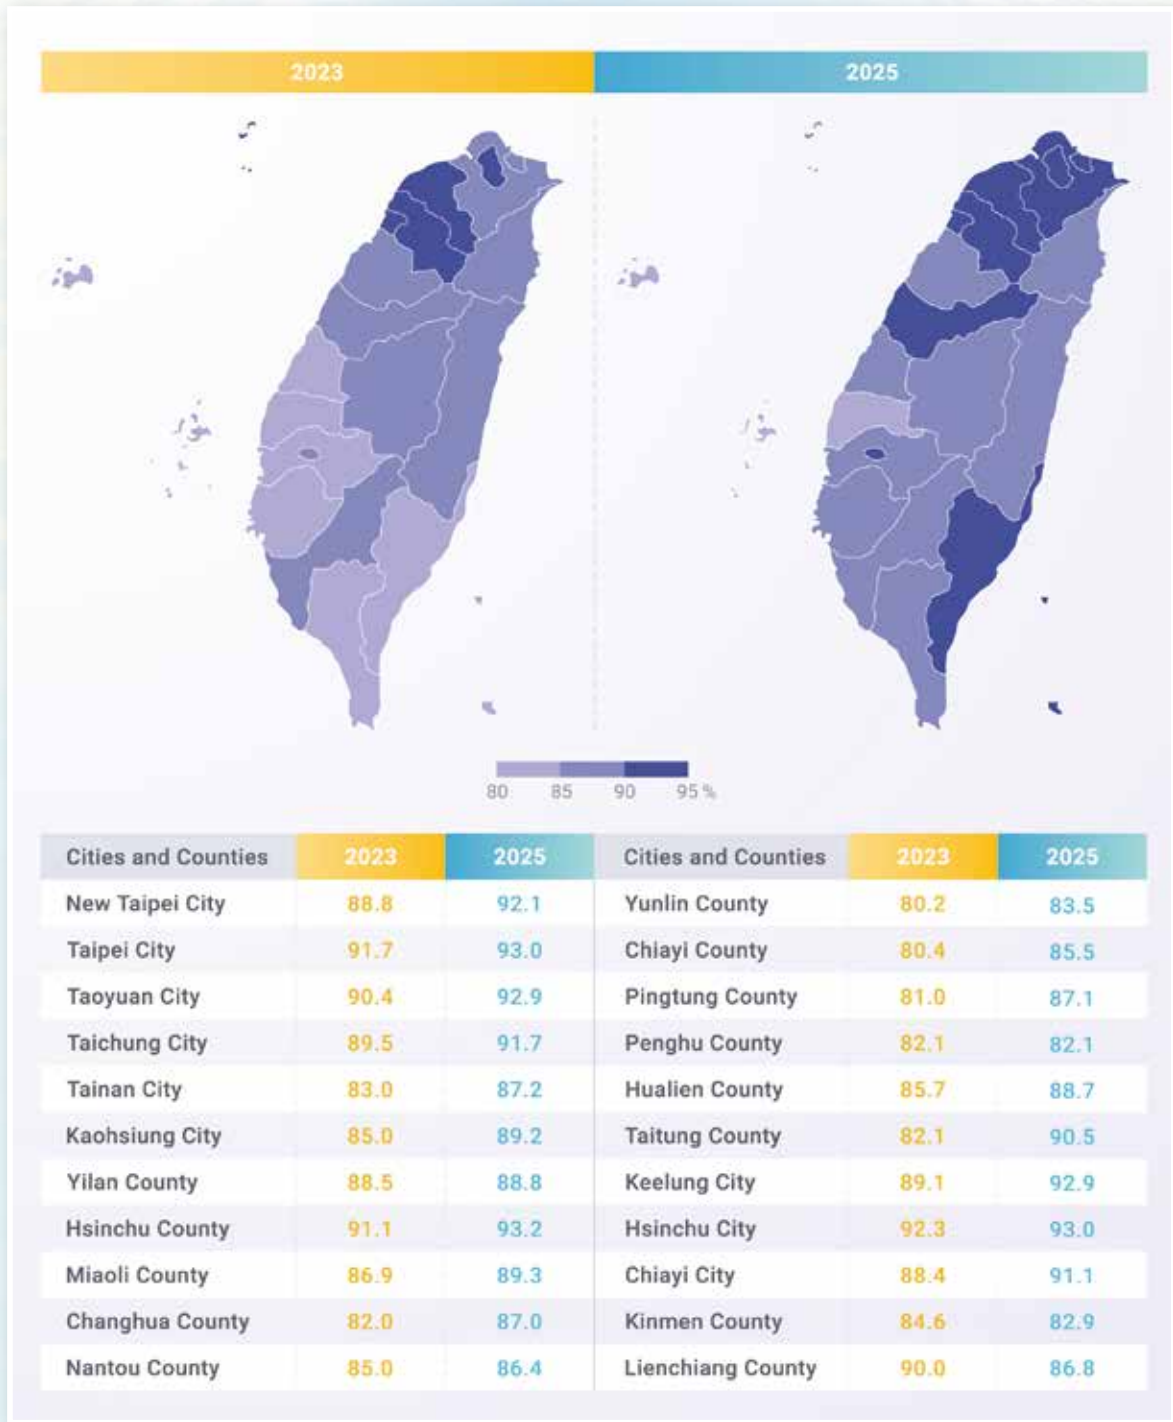 2023 2025
80 85 90 95 %
Cities and Counties 2023 2025 Cities and Counties 2023 2025
New Taipei City 88.8 92.1 Yunlin County 80.2 83.5
Taipei City 91.7 93.0 Chiayi County 80.4 85.5
Taoyuan City 90.4 92.9 Pingtung County 81.0 87.1
Taichung City 89.5 91.7 Penghu County 82.1 82.1
Tainan City 83.0 87.2 Hualien County 85.7 88.7
Kaohsiung City 85.0 89.2 Taitung County 82.1 90.5
Yilan County 88.5 88.8 Keelung City 89.1 92.9
Hsinchu County 91.1 93.2 Hsinchu City 92.3 93.0
Miaoli County 86.9 89.3 Chiayi City 88.4 91.1
Changhua County 82.0 87.0 Kinmen County 84.6 82.9
Nantou County 85.0 86.4 Lienchiang County 90.0 86.8